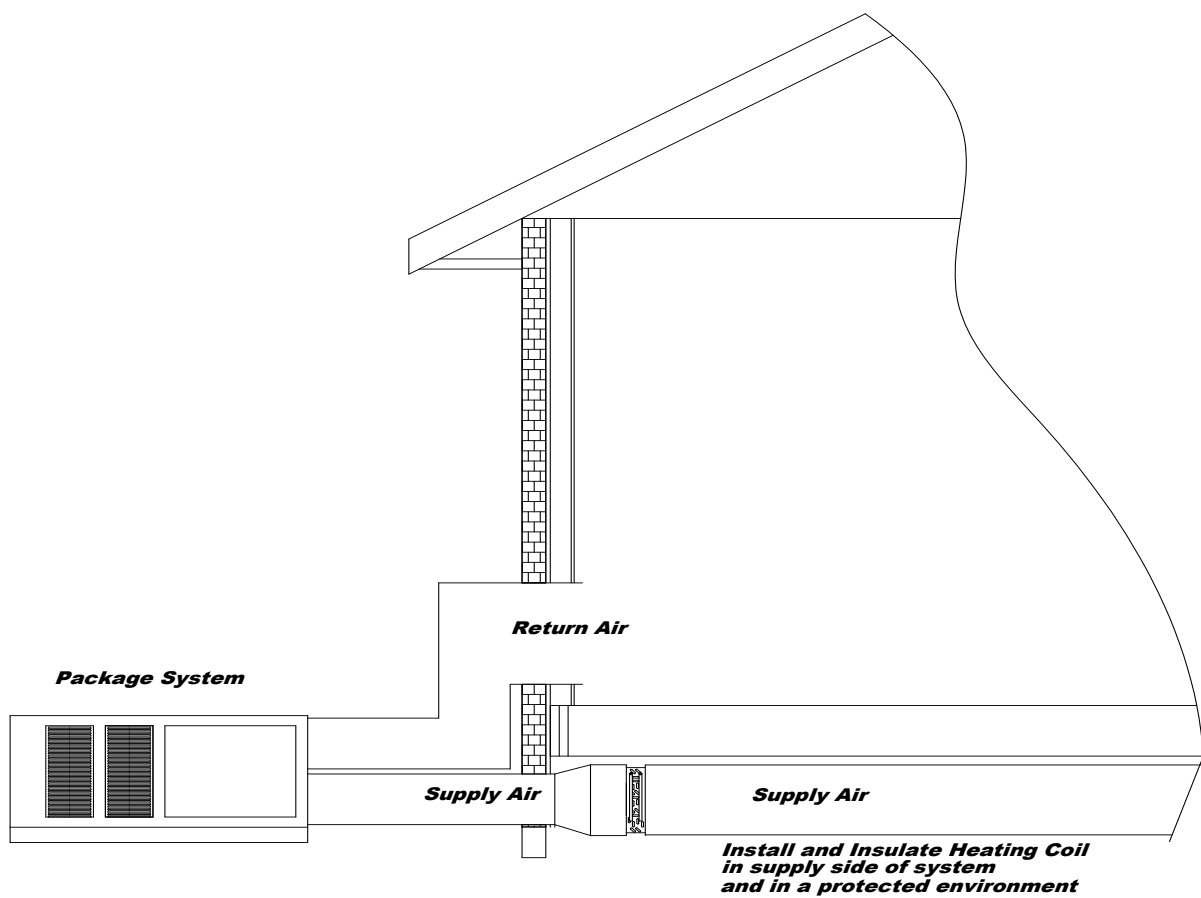 Return Air
Package System
Supply Air
Supply Air
Install and Insulate Heating Coil
in supply side of system
and in a protected environment